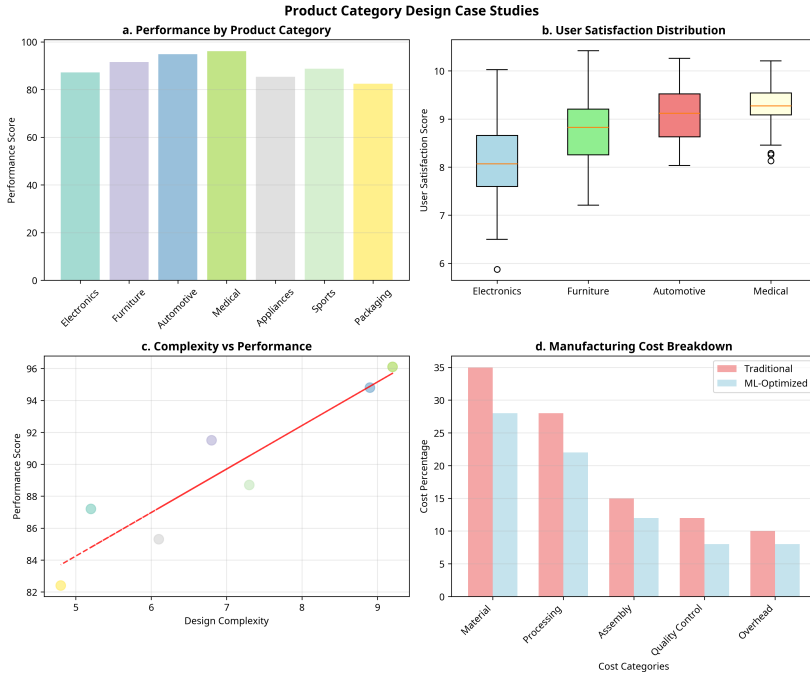 Product Category Design Case Studies
a. Performance by Product Category
Performance Score
100
80
60
40
20
0
Electronics
Furniture
Automotive
Medical
Appliances
Sports
Packaging
b. User Satisfaction Distribution
User Satisfaction Score
10
9
8
7
6
Electronics Furniture Automotive Medical
c. Complexity vs Performance
Performance Score
96
94
92
90
88
86
84
82
5 6 7 8 9
Design Complexity
d. Manufacturing Cost Breakdown
Traditional
ML-Optimized
Cost Percentage
35
30
25
20
15
10
5
0
Material
Processing
Assembly
Quality Control
Overhead
Cost Categories